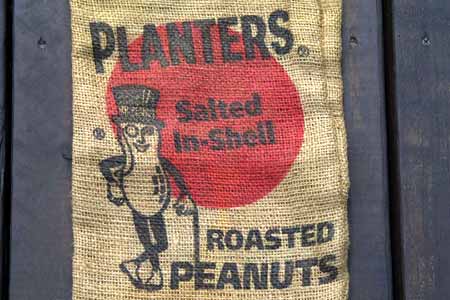 PLANTERS®
Salted
In-Shell
®
ROASTED
PEANUTS